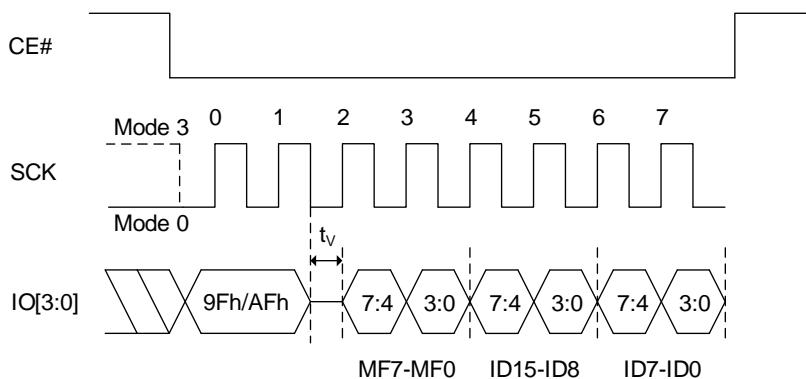 CE#
0 1 2 3 4 5 6 7
Mode 3
SCK
Mode 0
tV
IO[3:0] 9Fh/AFh 7:4 3:0 7:4 3:0 7:4 3:0
MF7-MF0 ID15-ID8 ID7-ID0